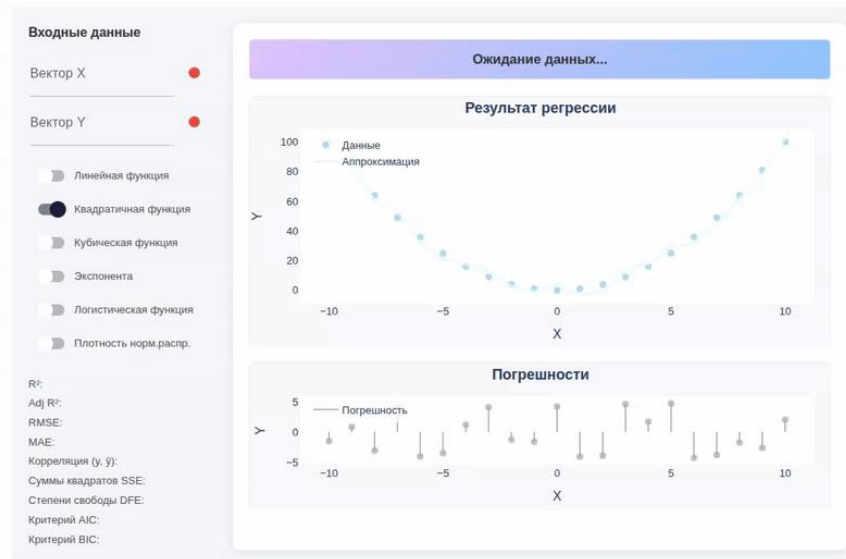 Входные данные
Вектор X
Вектор Y
Линейная функция
Квадратичная функция
Кубическая функция
Экспонента
Логистическая функция
Плотность норм.распр.
R²:
Adj R²:
RMSE:
MAE:
Корреляция (y, ŷ):
Суммы квадратов SSE:
Степени свободы DFE:
Критерий AIC:
Критерий BIC:
Ожидание данных...
Результат регрессии
Данные
Аппроксимация
100
80
60
40
20
0
Y
−10 −5 0 5 10
X
Погрешности
Погрешность
5
0
−5
Y
−10 −5 0 5 10
X